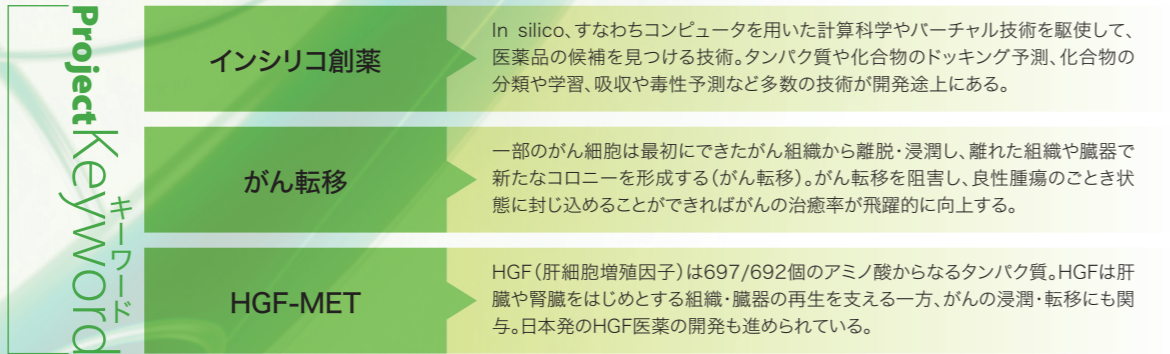 Project Keyword
キーワード
インシリコ創薬
In silico、すなわちコンピュータを用いた計算科学やバーチャル技術を駆使して、
医薬品の候補を見つける技術。タンパク質や化合物のドッキング予測、化合物の
分類や学習、吸収や毒性予測など多数の技術が開発途上にある。
がん転移
一部のがん細胞は最初にできたがん組織から離脱・浸潤し、離れた組織や臓器で
新たなコロニーを形成する(がん転移)。がん転移を阻害し、良性腫瘍のごとき状
態に封じ込めることができればがんの治癒率が飛躍的に向上する。
HGF-MET
HGF(肝細胞増殖因子)は697/692個のアミノ酸からなるタンパク質。HGFは肝
臓や腎臓をはじめとする組織・臓器の再生を支える一方、がんの浸潤・転移にも関
与。日本発のHGF医薬の開発も進められている。